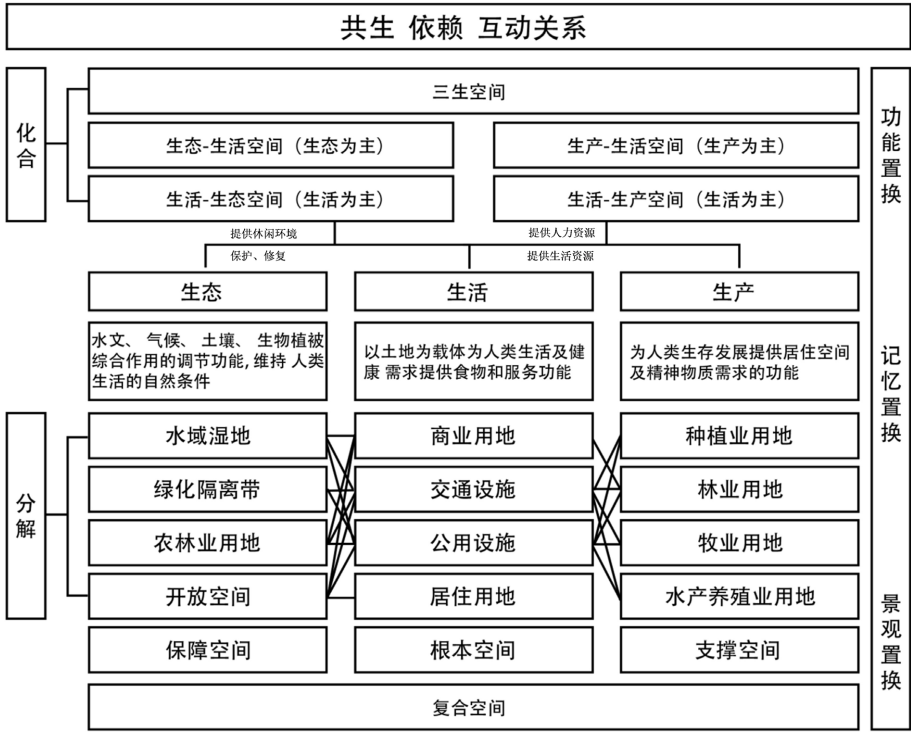 共生 依赖 互动关系
化合
三生空间
生态-生活空间（生态为主）
生产-生活空间（生产为主）
生活-生态空间（生活为主）
生活-生产空间（生活为主）
功能置换
提供休闲环境
提供人力资源
保护、修复
提供生活资源
生态
生活
生产
水文、 气候、 土壤、 生物植被
综合作用的调节功能, 维持 人类
生活的自然条件
以土地为载体为人类生活及健
康 需求提供食物和服务功能
为人类生存发展提供居住空间
及精神物质需求的功能
记忆置换
分解
水域湿地
商业用地
种植业用地
绿化隔离带
交通设施
林业用地
农林业用地
公用设施
牧业用地
开放空间
居住用地
水产养殖业用地
保障空间
根本空间
支撑空间
景观置换
复合空间